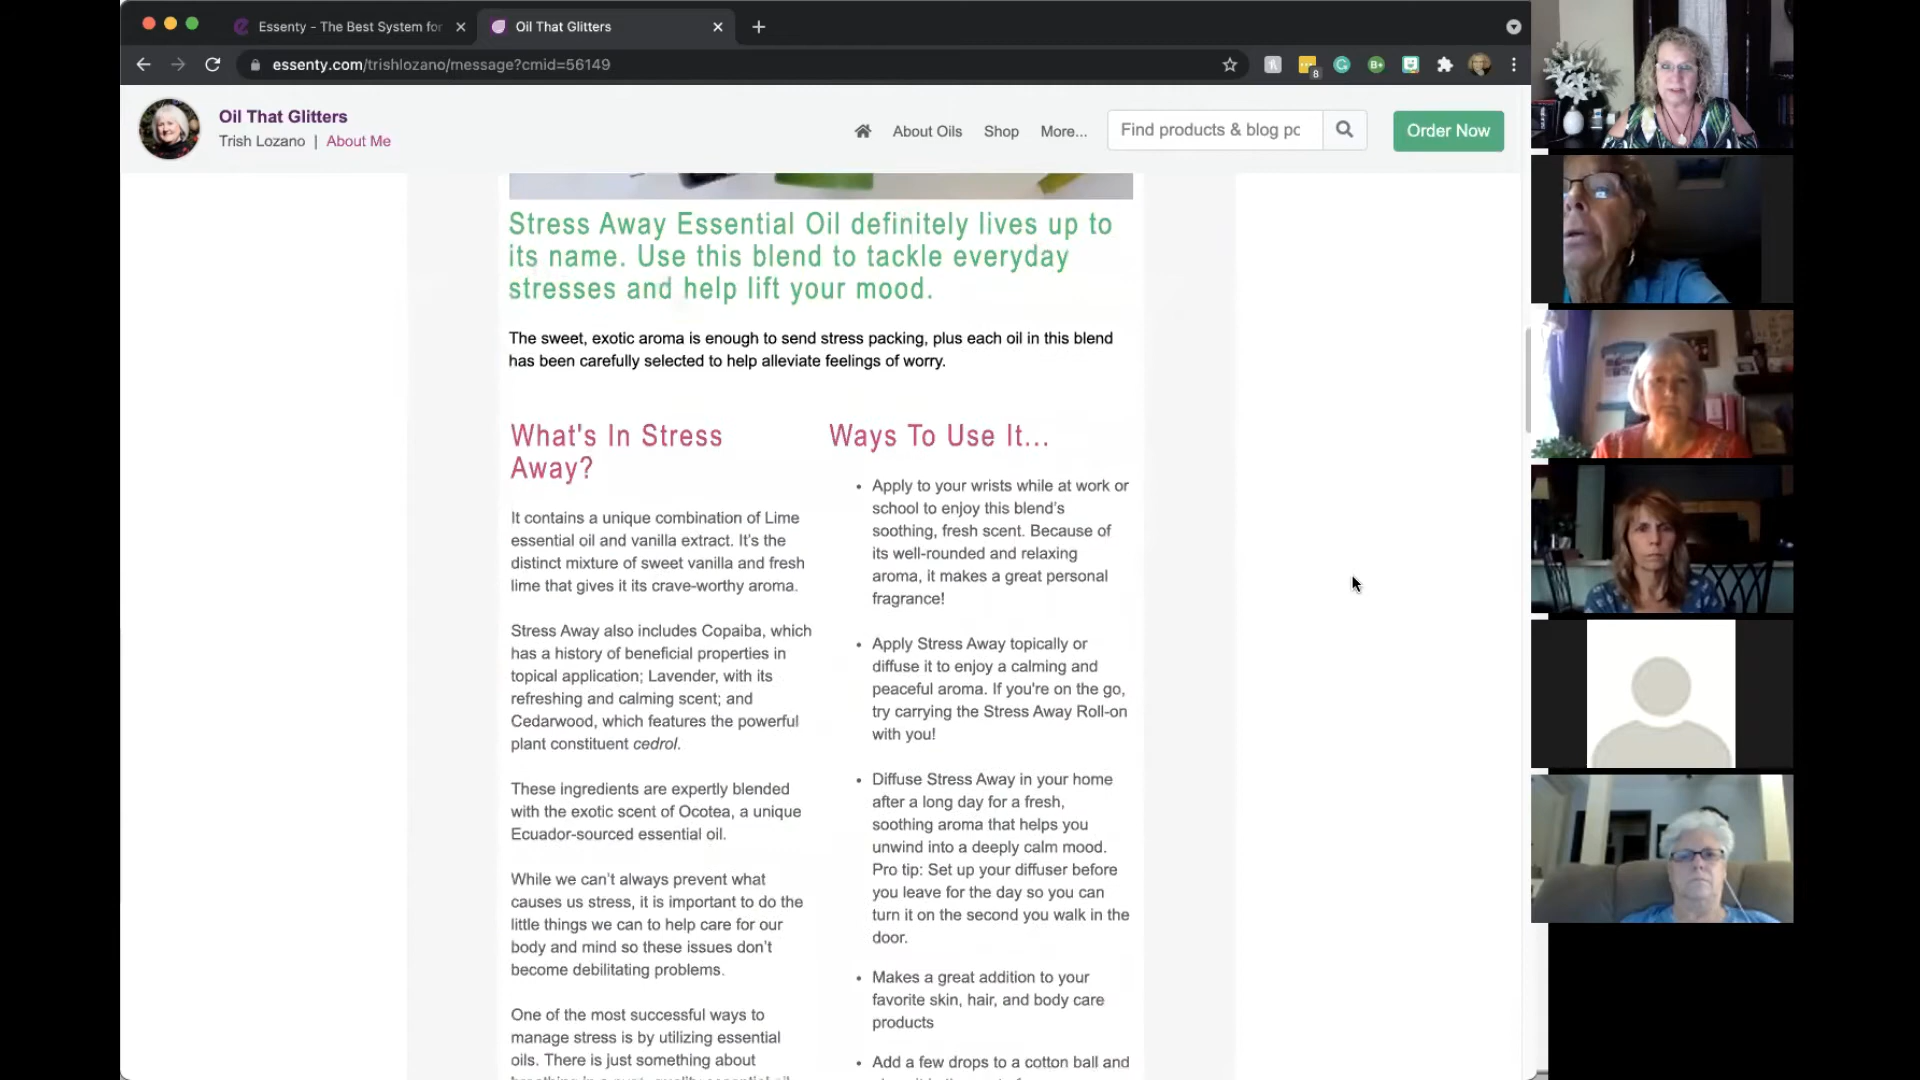 Essenty - The Best System for
Oil That Glitters
essenty.com/trishlozano/message?cmid=56149
8
B+
Oil That Glitters
Trish Lozano | About Me
About Oils
Shop
More...
Find products & blog pc
Order Now
Stress Away Essential Oil definitely lives up to
its name. Use this blend to tackle everyday
stresses and help lift your mood.
The sweet, exotic aroma is enough to send stress packing, plus each oil in this blend
has been carefully selected to help alleviate feelings of worry.
What's In Stress
Away?
It contains a unique combination of Lime
essential oil and vanilla extract. It’s the
distinct mixture of sweet vanilla and fresh
lime that gives it its crave-worthy aroma.
Stress Away also includes Copaiba, which
has a history of beneficial properties in
topical application; Lavender, with its
refreshing and calming scent; and
Cedarwood, which features the powerful
plant constituent cedrol.
These ingredients are expertly blended
with the exotic scent of Ocotea, a unique
Ecuador-sourced essential oil.
While we can’t always prevent what
causes us stress, it is important to do the
little things we can to help care for our
body and mind so these issues don’t
become debilitating problems.
One of the most successful ways to
manage stress is by utilizing essential
oils. There is just something about
Ways To Use It...
• Apply to your wrists while at work or
school to enjoy this blend’s
soothing, fresh scent. Because of
its well-rounded and relaxing
aroma, it makes a great personal
fragrance!
• Apply Stress Away topically or
diffuse it to enjoy a calming and
peaceful aroma. If you're on the go,
try carrying the Stress Away Roll-on
with you!
• Diffuse Stress Away in your home
after a long day for a fresh,
soothing aroma that helps you
unwind into a deeply calm mood.
Pro tip: Set up your diffuser before
you leave for the day so you can
turn it on the second you walk in the
door.
• Makes a great addition to your
favorite skin, hair, and body care
products
• Add a few drops to a cotton ball and